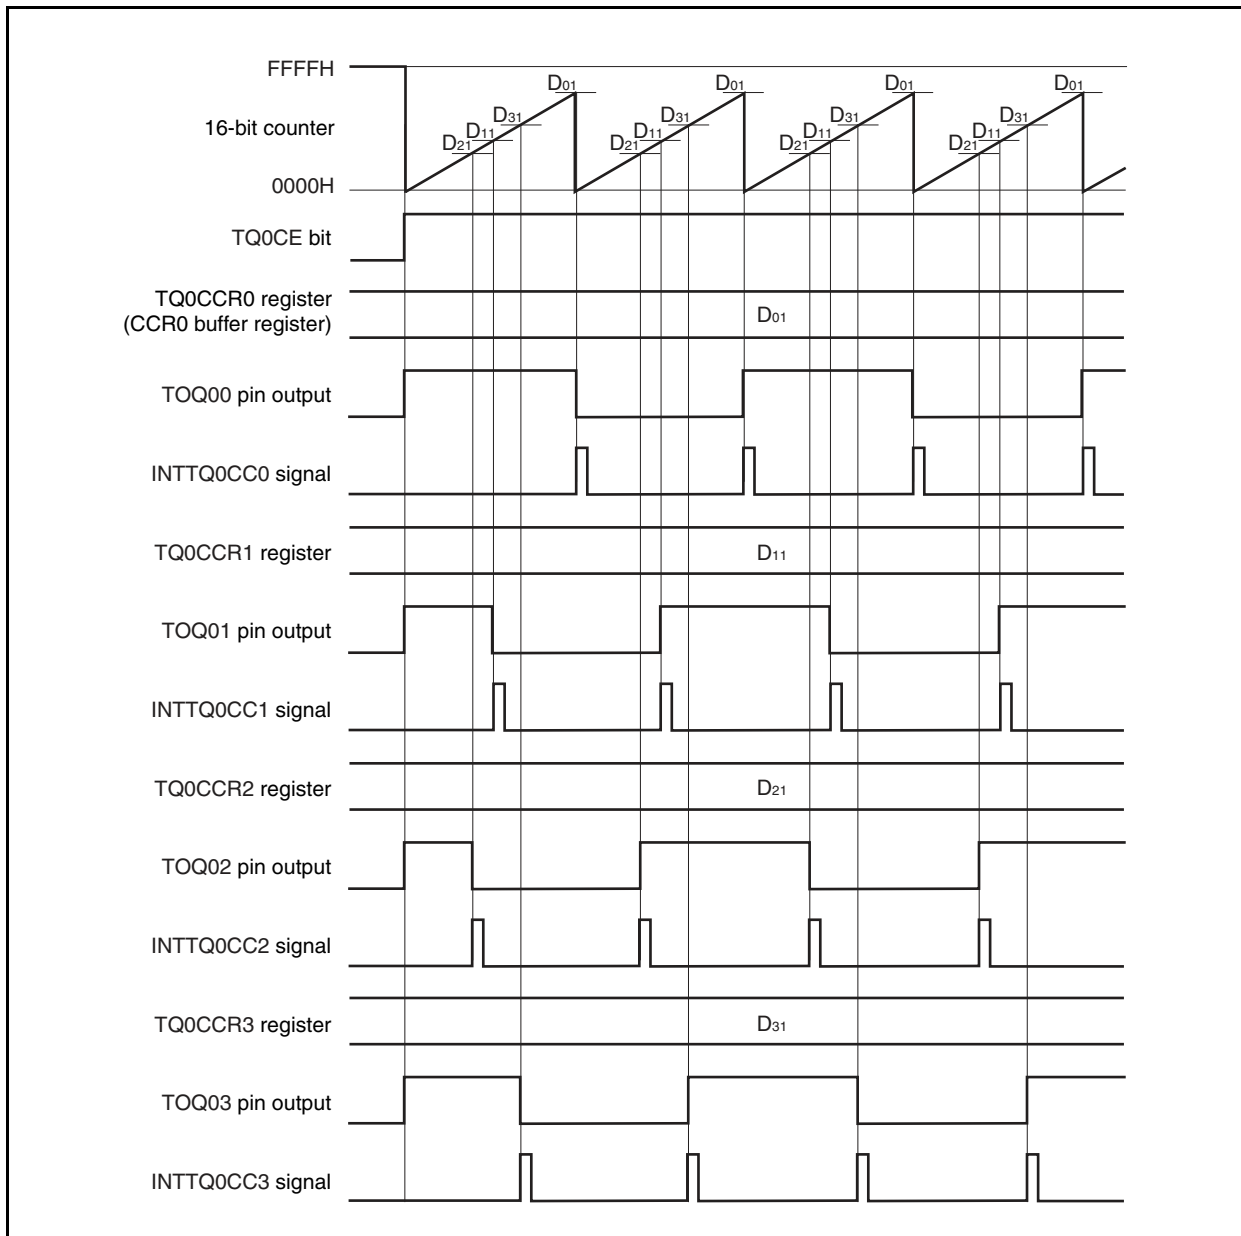 FFFFH
D01 D01 D01 D01
D31 D31 D31 D31
16-bit counter
D11 D11 D11 D11
D21 D21 D21 D21
0000H
TQ0CE bit
TQ0CCR0 register
(CCR0 buffer register)
D01
TOQ00 pin output
INTTQ0CC0 signal
TQ0CCR1 register
D11
TOQ01 pin output
INTTQ0CC1 signal
TQ0CCR2 register
D21
TOQ02 pin output
INTTQ0CC2 signal
TQ0CCR3 register
D31
TOQ03 pin output
INTTQ0CC3 signal